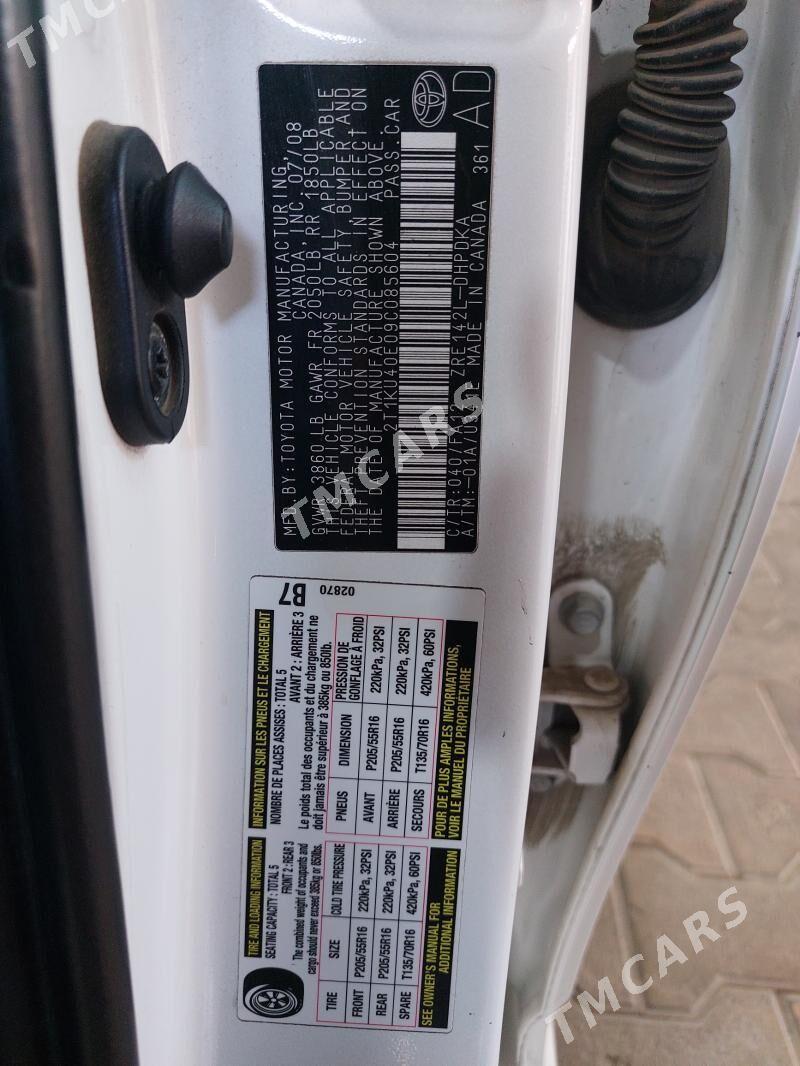 MFD BY: TOYOTA MOTOR MANUFACTURING,
CANADA, INC. 07/08
GVWR 3860 LB GAWR FR 2050LB, RR 1850LB
THIS VEHICLE CONFORMS TO ALL APPLICABLE
FEDERAL MOTOR VEHICLE SAFETY, BUMPER, AND
THEFT PREVENTION STANDARDS IN EFFECT ON
THE DATE OF MANUFACTURE SHOWN ABOVE.
2T1KU40E09C085604 PASS. CAR
C/TR: 040/ ZRE142L-DHPDKA
A/TM: -01A/ MADE IN CANADA 361
AD
TIRE AND LOADING INFORMATION
SEATING CAPACITY : TOTAL 5
FRONT 2 : REAR 3
The combined weight of occupants and
cargo should never exceed 385kg or 850lbs.
TIRE SIZE COLD TIRE PRESSURE
FRONT P205/55R16 220kPa, 32PSI
REAR P205/55R16 220kPa, 32PSI
SPARE T135/70R16 420kPa, 60PSI
SEE OWNER'S MANUAL FOR
ADDITIONAL INFORMATION
INFORMATION SUR LES PNEUS ET LE CHARGEMENT
NOMBRE DE PLACES ASSISES : TOTAL 5
AVANT 2 : ARRIÈRE 3
Le poids total des occupants et du chargement ne
doit jamais être supérieur à 385kg ou 850lb.
PNEUS DIMENSION PRESSION DE
GONFLAGE À FROID
AVANT P205/55R16 220kPa, 32PSI
ARRIÈRE P205/55R16 220kPa, 32PSI
SECOURS T135/70R16 420kPa, 60PSI
POUR DE PLUS AMPLES INFORMATIONS,
VOIR LE MANUEL DU PROPRIÉTAIRE
B7
02870
TMCARS
TMCARS
TMCARS